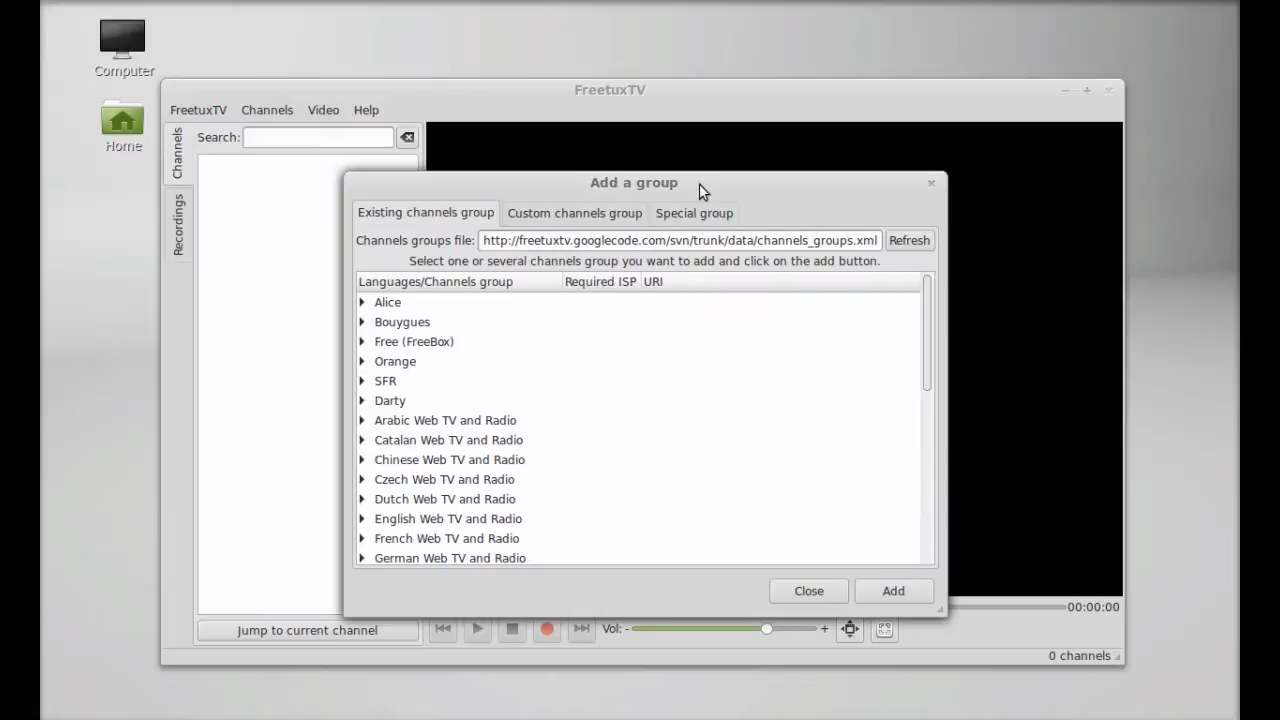 Computer
Home
FreetuxTV
FreetuxTV Channels Video Help
Channels
Recordings
Search:
Add a group
Existing channels group Custom channels group Special group
Channels groups file: http://freetuxtv.googlecode.com/svn/trunk/data/channels_groups.xml Refresh
Select one or several channels group you want to add and click on the add button.
Languages/Channels group Required ISP URI
Alice
Bouygues
Free (FreeBox)
Orange
SFR
Darty
Arabic Web TV and Radio
Catalan Web TV and Radio
Chinese Web TV and Radio
Czech Web TV and Radio
Dutch Web TV and Radio
English Web TV and Radio
French Web TV and Radio
German Web TV and Radio
Close Add
00:00:00
Jump to current channel
Vol: - +
0 channels